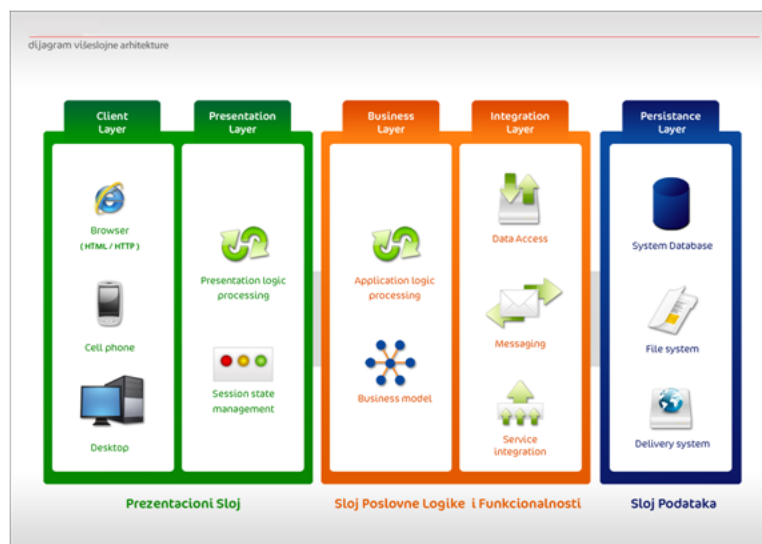 dijagram višeslojne arhitekture
Client
Layer
Browser
( HTML / HTTP )
Cell phone
Desktop
Presentation
Layer
Presentation logic
processing
Session state
management
Prezentacioni Sloj
Business
Layer
Application logic
processing
Business model
Integration
Layer
Data Access
Messaging
Service
integration
Sloj Poslovne Logike i Funkcionalnosti
Persistance
Layer
System Database
File system
Delivery system
Sloj Podataka